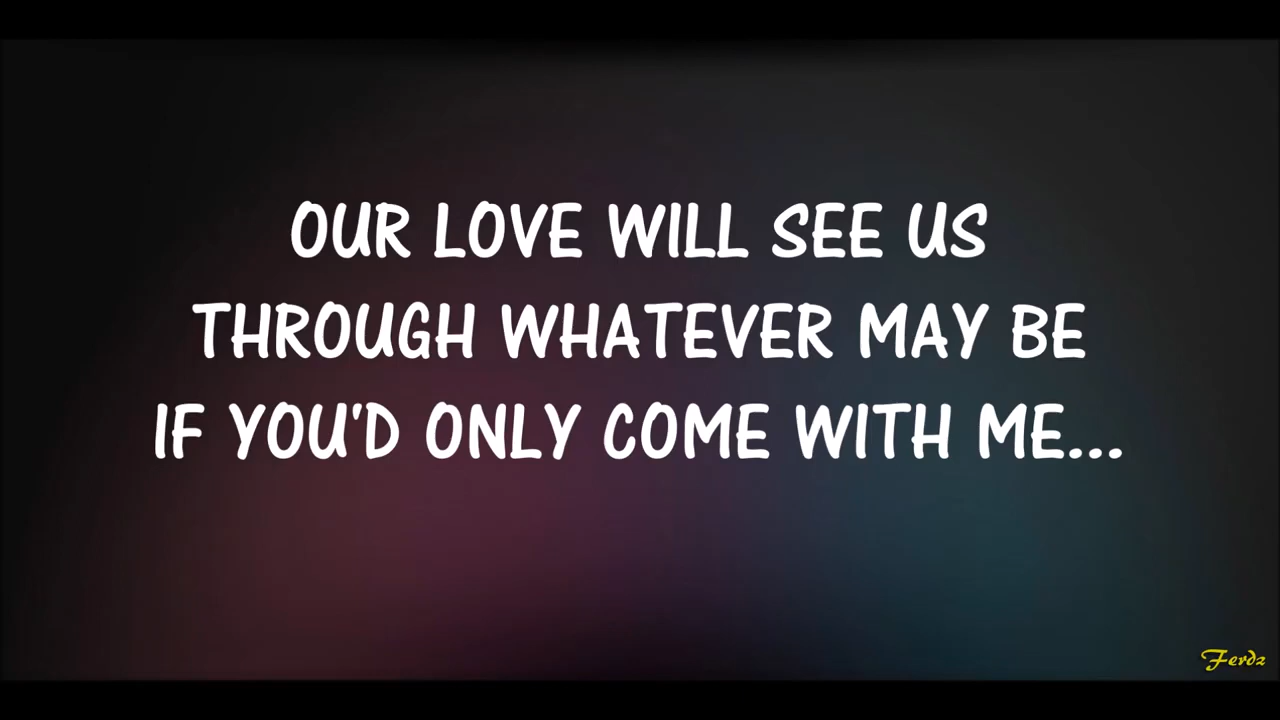 OUR LOVE WILL SEE US
THROUGH WHATEVER MAY BE
IF YOU'D ONLY COME WITH ME...
Ferdz